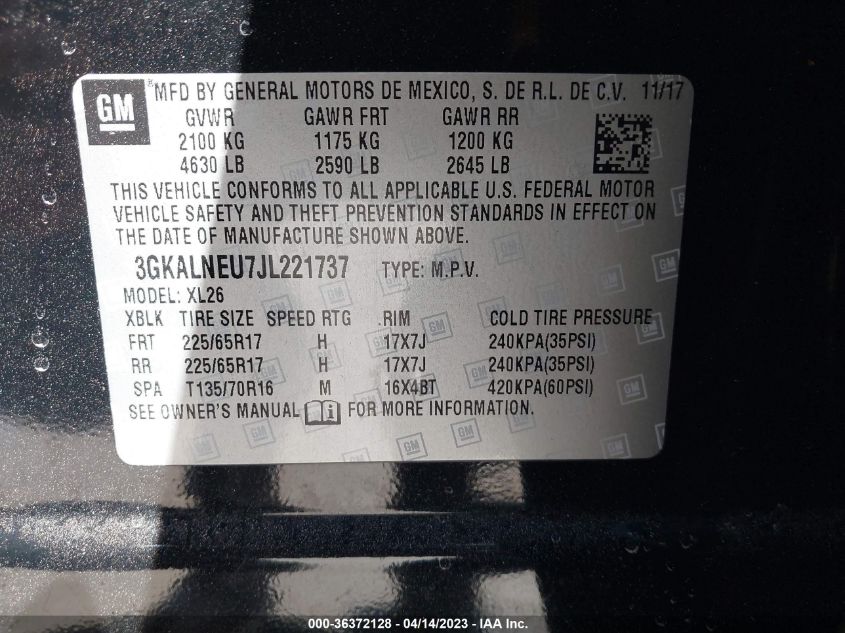 GM
®MFD BY GENERAL MOTORS DE MEXICO, S. DE R.L. DE C.V. 11/17
GVWR GAWR FRT GAWR RR
2100 KG 1175 KG 1200 KG
4630 LB 2590 LB 2645 LB
THIS VEHICLE CONFORMS TO ALL APPLICABLE U.S. FEDERAL MOTOR
VEHICLE SAFETY AND THEFT PREVENTION STANDARDS IN EFFECT ON
THE DATE OF MANUFACTURE SHOWN ABOVE.
3GKALNEU7JL221737 TYPE: M.P.V.
MODEL: XL26
XBLK TIRE SIZE SPEED RTG .RIM COLD TIRE PRESSURE
FRT 225/65R17 H 17X7J 240KPA(35PSI)
RR 225/65R17 H 17X7J 240KPA(35PSI)
SPA T135/70R16 M 16X4BT 420KPA(60PSI)
SEE OWNER'S MANUAL FOR MORE INFORMATION.
000-36372128 - 04/14/2023 - IAA Inc.